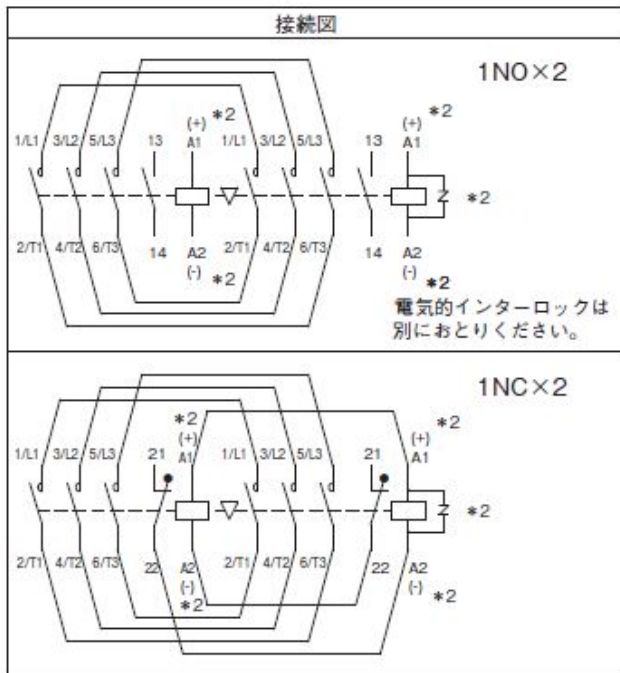 接続図
1NO×2
*2 *2
(+) (+)
1/L1 3/L2 5/L3 13 A1 1/L1 3/L2 5/L3 13 A1
Z *2
2/T1 4/T2 6/T3 14 A2 2/T1 4/T2 6/T3 14 A2
(-) (-)
*2 *2
電気的インターロックは
別におとりください。
1NC×2
*2 *2
(+) (+)
1/L1 3/L2 5/L3 21 A1 1/L1 3/L2 5/L3 21 A1
Z *2
2/T1 4/T2 6/T3 22 A2 2/T1 4/T2 6/T3 22 A2
(-) (-)
*2 *2